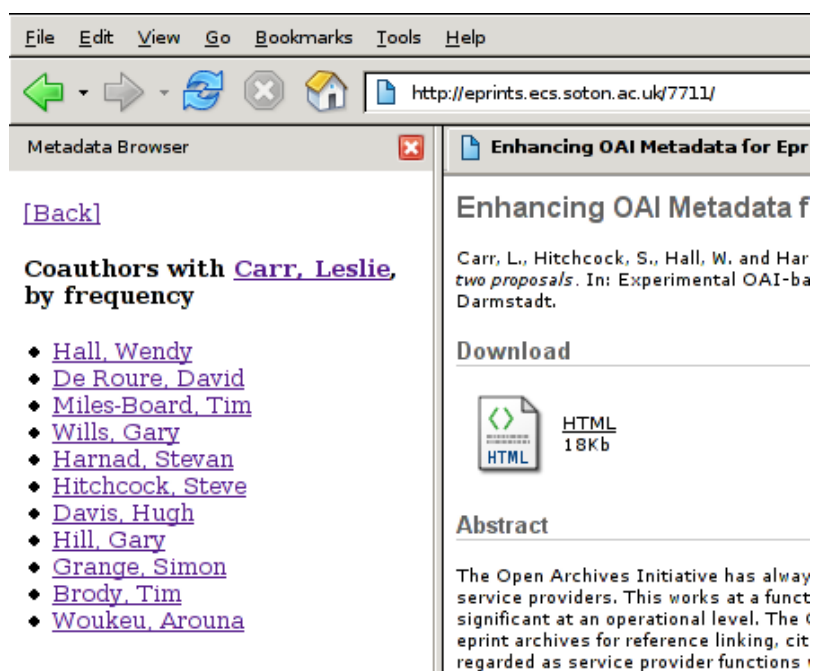 File Edit View Go Bookmarks Tools Help
http://eprints.ecs.soton.ac.uk/7711/
Metadata Browser
[Back]
Coauthors with Carr, Leslie,
by frequency
Hall, Wendy
De Roure, David
Miles-Board, Tim
Wills, Gary
Harnad, Stevan
Hitchcock, Steve
Davis, Hugh
Hill, Gary
Grange, Simon
Brody, Tim
Woukeu, Arouna
Enhancing OAI Metadata for Epr
Enhancing OAI Metadata f
Carr, L., Hitchcock, S., Hall, W. and Har
two proposals. In: Experimental OAI-ba
Darmstadt.
Download
HTML
HTML
18Kb
Abstract
The Open Archives Initiative has alway
service providers. This works at a funct
significant at an operational level. The
eprint archives for reference linking, cit
regarded as service provider functions